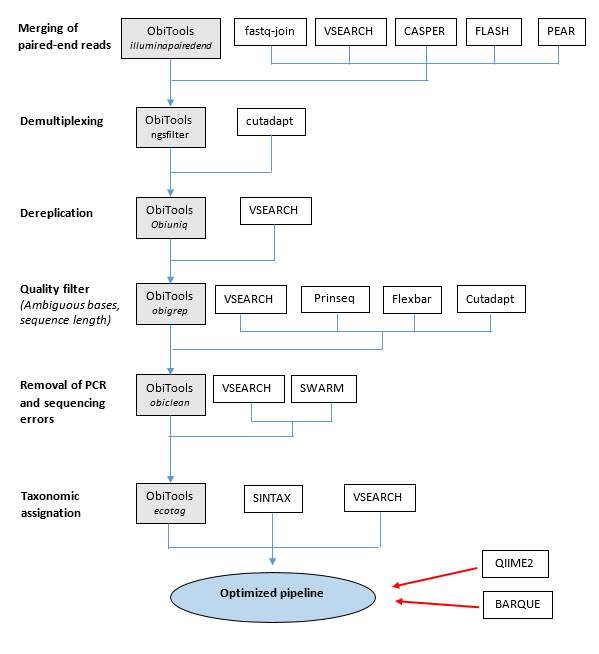 Merging of
paired-end reads
ObiTools
illuminapairedend
fastq-join
VSEARCH
CASPER
FLASH
PEAR
Demultiplexing
ObiTools
ngsfilter
cutadapt
Dereplication
ObiTools
Obiuniq
VSEARCH
Quality filter
(Ambiguous bases,
sequence length)
ObiTools
obigrep
VSEARCH
Prinseq
Flexbar
Cutadapt
Removal of PCR
and sequencing
errors
ObiTools
obiclean
VSEARCH
SWARM
Taxonomic
assignation
ObiTools
ecotag
SINTAX
VSEARCH
Optimized pipeline
QIIME2
BARQUE